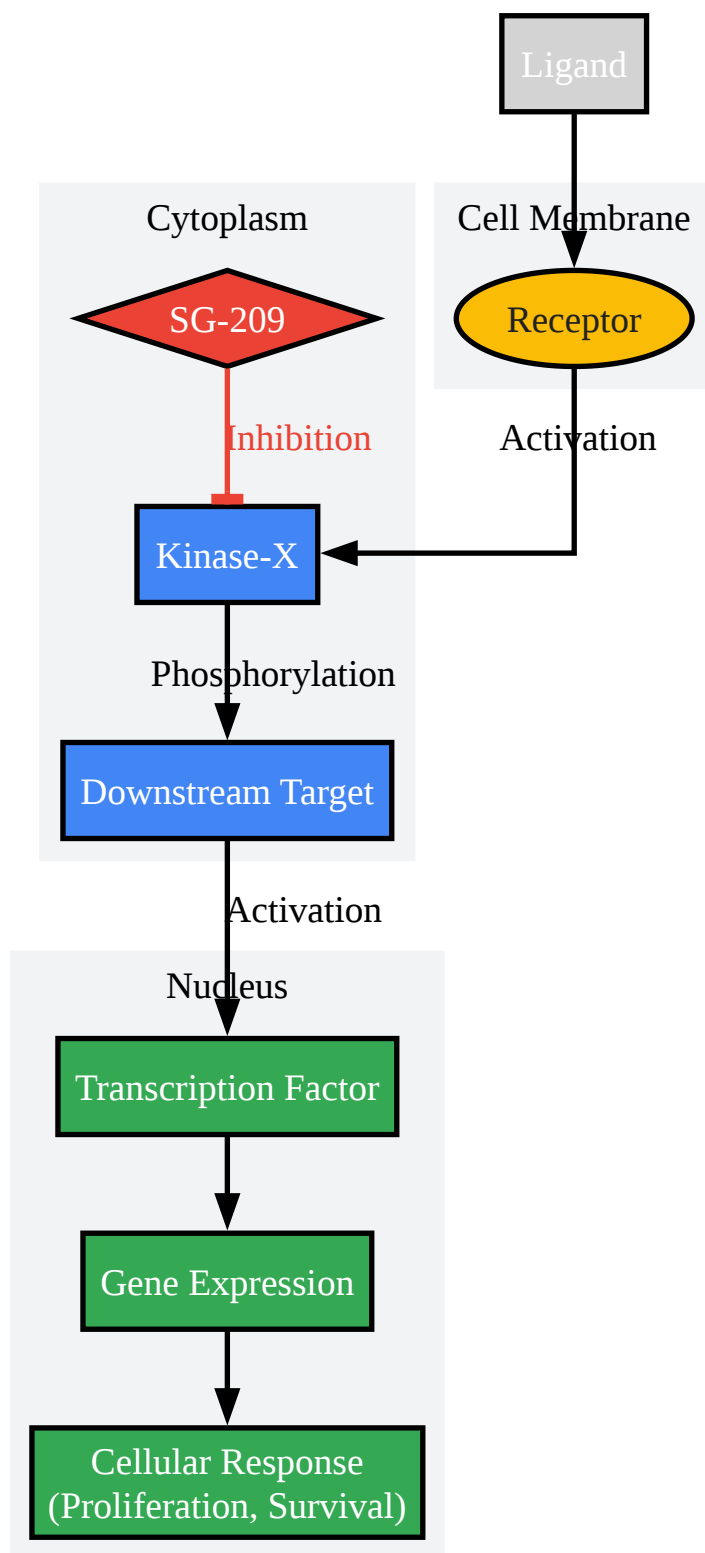 Ligand
Cytoplasm
Cell Membrane
SG-209
Receptor
Inhibition
Activation
Kinase-X
Phosphorylation
Downstream Target
Activation
Nucleus
Transcription Factor
Gene Expression
Cellular Response
(Proliferation, Survival)